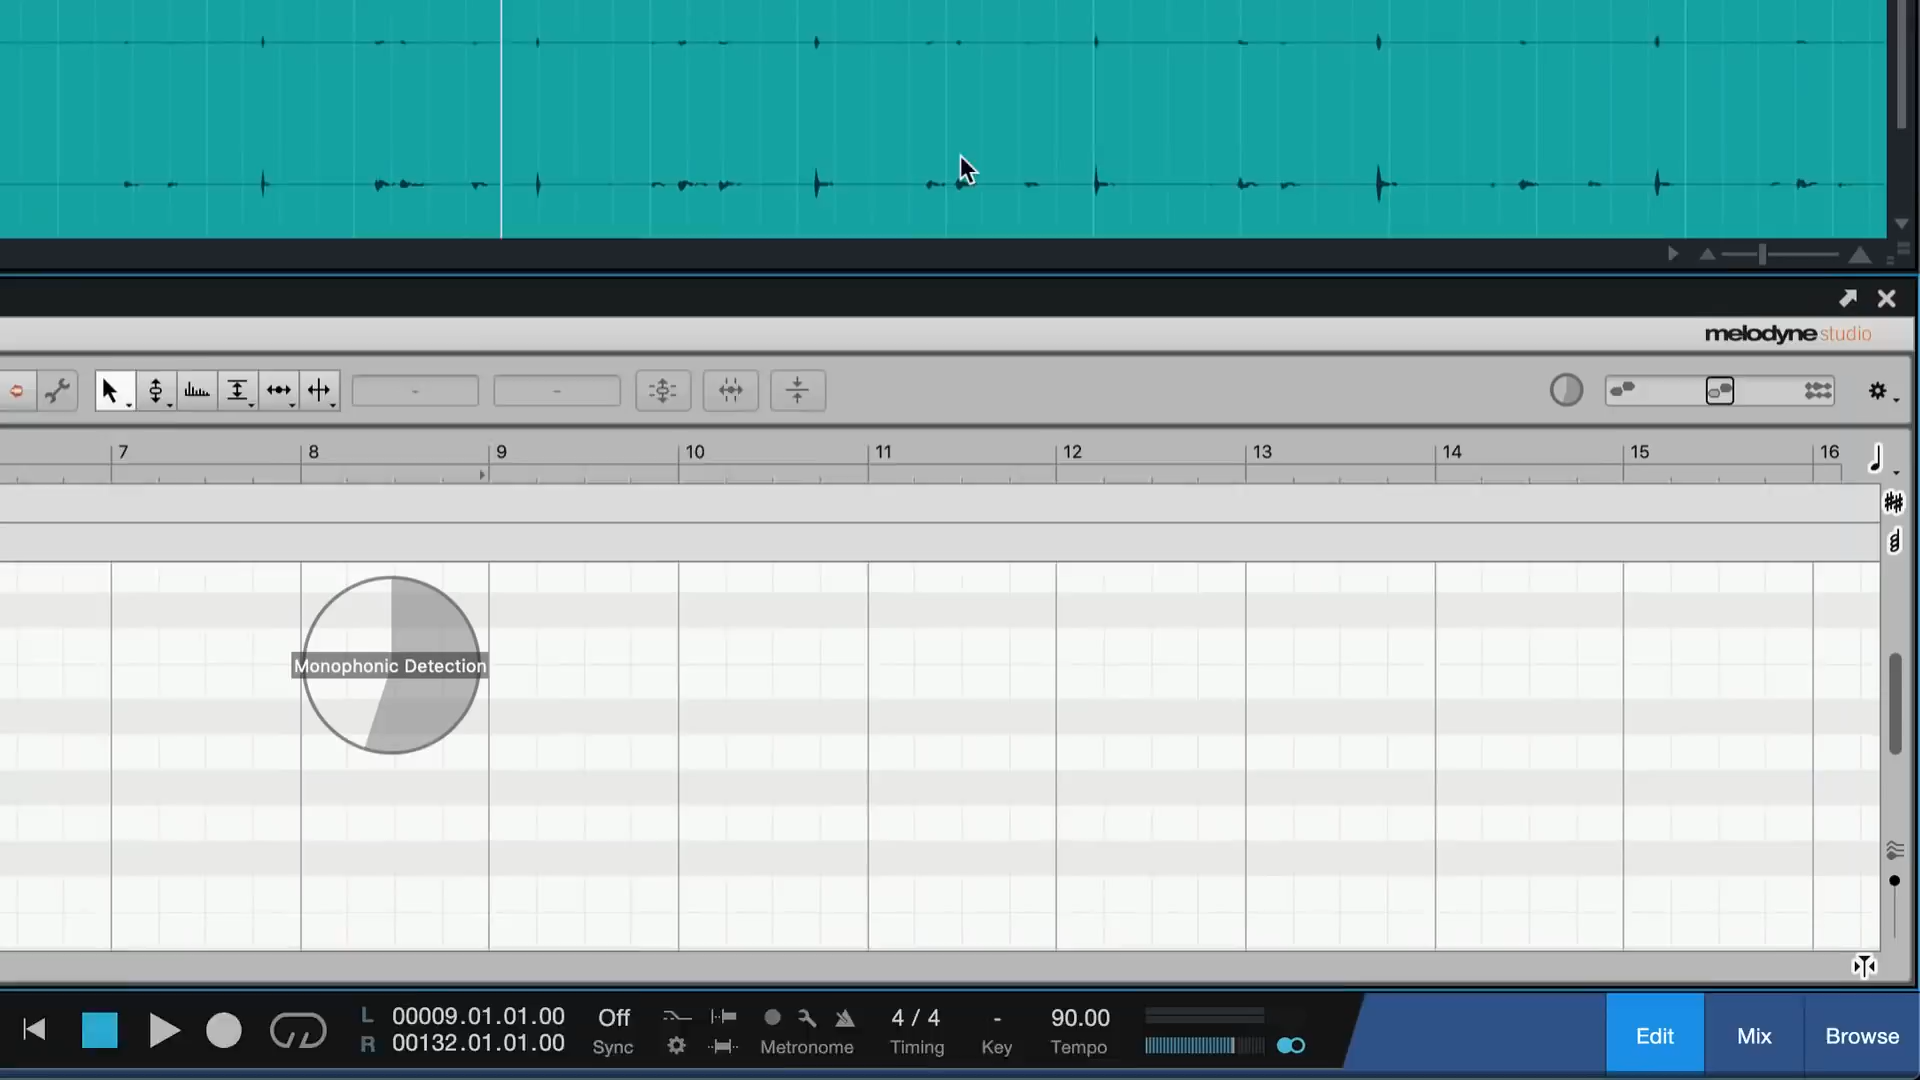 melodyne studio
-
-
7 8 9 10 11 12 13 14 15 16
Monophonic Detection
L 00009.01.01.00
R 00132.01.01.00
Off
Sync
Metronome
4 / 4
Timing
-
Key
90.00
Tempo
Edit
Mix
Browse